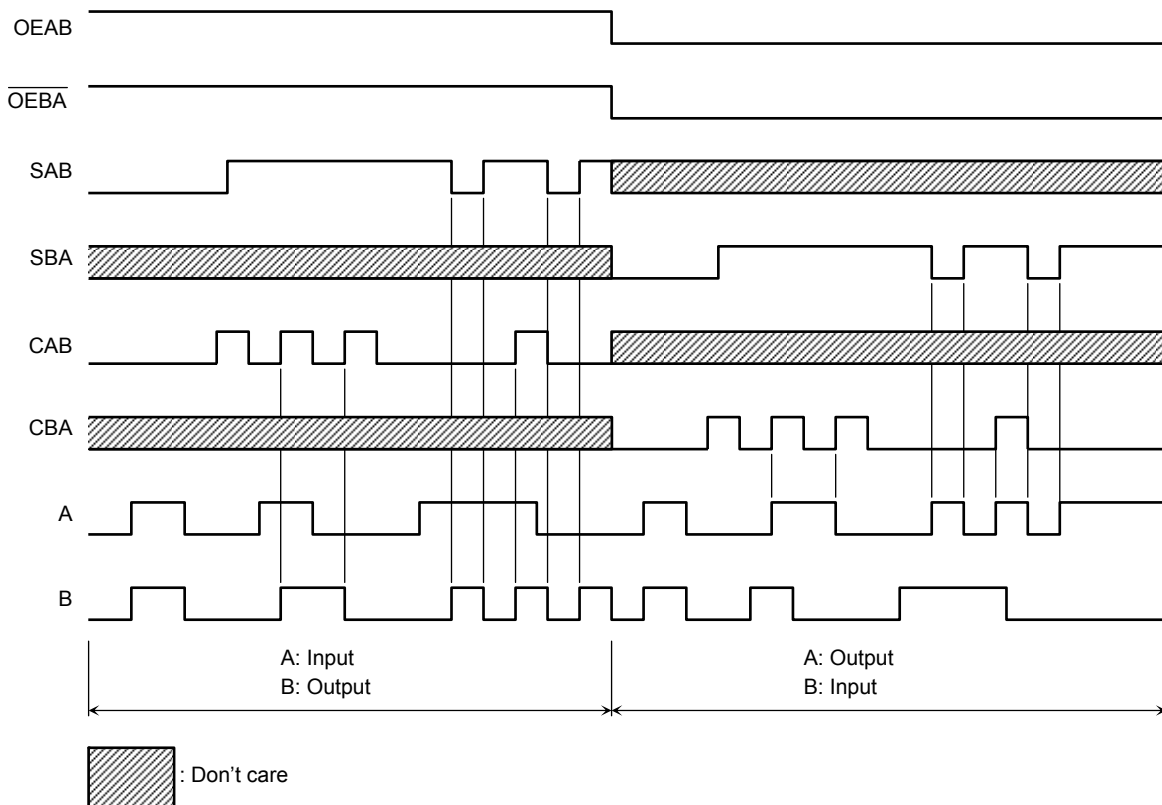 OEAB
OEBA
SAB
SBA
CAB
CBA
A
B
A: Input
B: Output
A: Output
B: Input
: Don’t care